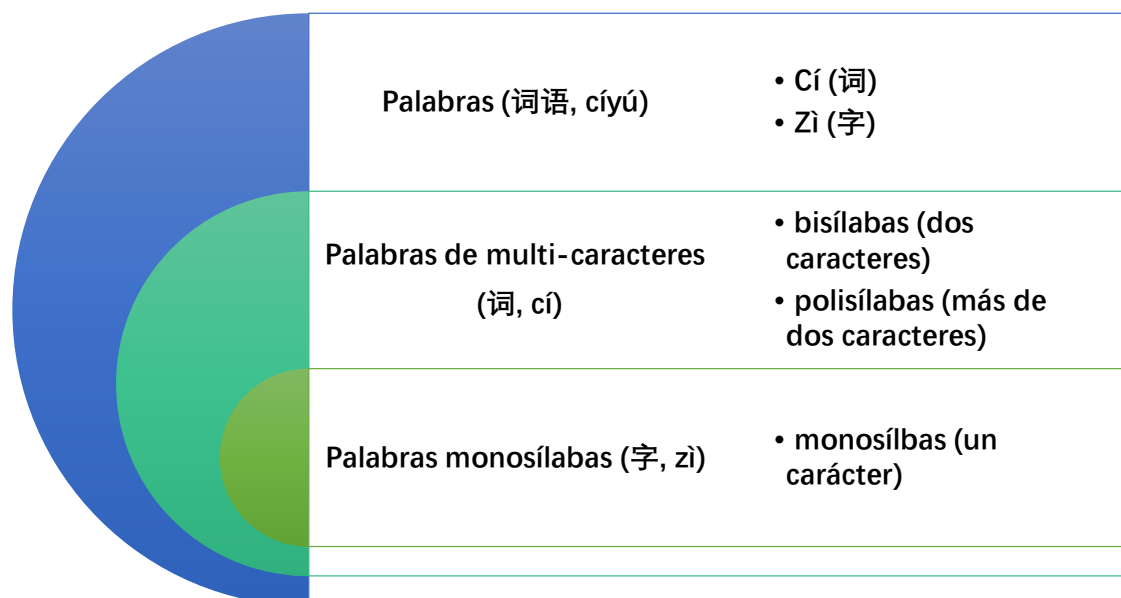 Palabras (词语, cíyú)
• Cí (词)
• Zì (字)
Palabras de multi-caracteres
(词, cí)
• bisílabas (dos
caracteres)
• polisílabas (más de
dos caracteres)
Palabras monosílabas (字, zì)
• monosílbas (un
carácter)